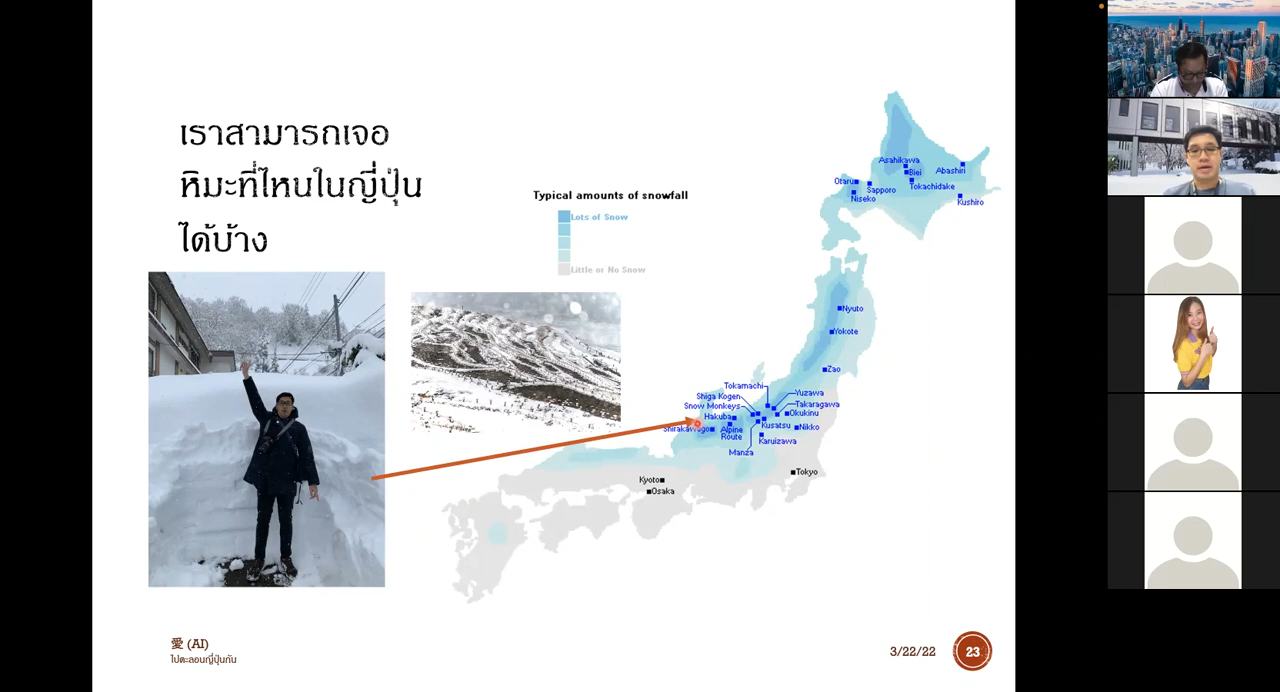 เราสามารถเจอ
หิมะที่ไหนในญี่ปุ่น
ได้บ้าง
Typical amounts of snowfall
Lots of Snow
Little or No Snow
Asahikawa
Biei
Abashiri
Otaru
Sapporo
Tokachidake
Niseko
Kushiro
Nyuto
Yokote
Zao
Tokamachi
Yuzawa
Shiga Kogen
Takaragawa
Snow Monkeys
Okukinu
Hakuba
Kusatsu
Nikko
Shirakawago
Alpine
Route
Karuizawa
Manza
Tokyo
Kyoto
Osaka
愛 (AI)
ไปตะลอนญี่ปุ่นกัน
3/22/22
23